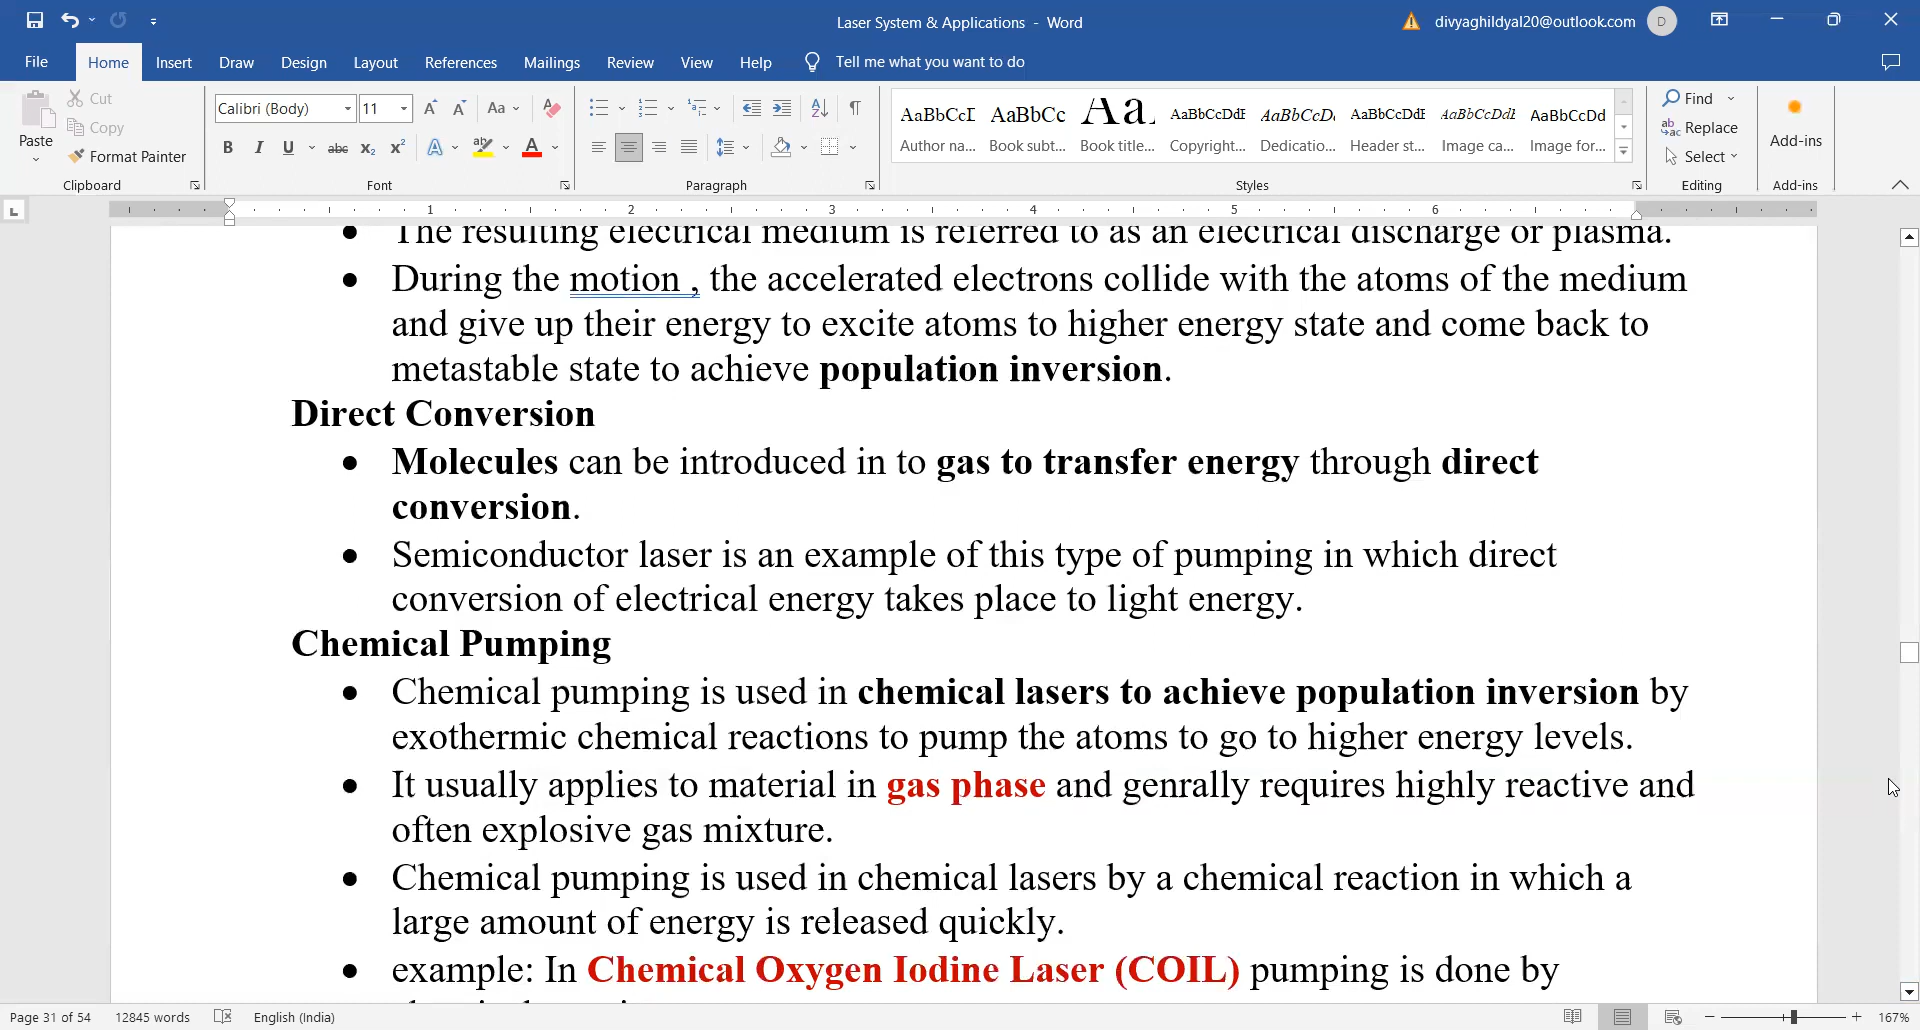 Laser System & Applications - Word
divyaghildyal20@outlook.com
D
File Home Insert Draw Design Layout References Mailings Review View Help Tell me what you want to do
Paste
Cut
Copy
Format Painter
Clipboard
Calibri (Body) 11
Font
Paragraph
AaBbCcI AaBbCc Aa. AaBbCcDdE AaBbCcD AaBbCcDdE AaBbCcDdI AaBbCcDd
Author na... Book subt... Book title... Copyright... Dedicatio... Header st... Image ca... Image for...
Styles
Find
Replace
Select
Editing
Add-ins
Add-ins
1 2 3 4 5 6
• The resulting electrical medium is referred to as an electrical discharge or plasma.
• During the motion , the accelerated electrons collide with the atoms of the medium
and give up their energy to excite atoms to higher energy state and come back to
metastable state to achieve population inversion.
Direct Conversion
• Molecules can be introduced in to gas to transfer energy through direct
conversion.
• Semiconductor laser is an example of this type of pumping in which direct
conversion of electrical energy takes place to light energy.
Chemical Pumping
• Chemical pumping is used in chemical lasers to achieve population inversion by
exothermic chemical reactions to pump the atoms to go to higher energy levels.
• It usually applies to material in gas phase and genrally requires highly reactive and
often explosive gas mixture.
• Chemical pumping is used in chemical lasers by a chemical reaction in which a
large amount of energy is released quickly.
• example: In Chemical Oxygen Iodine Laser (COIL) pumping is done by
Page 31 of 54 12845 words English (India) 167%